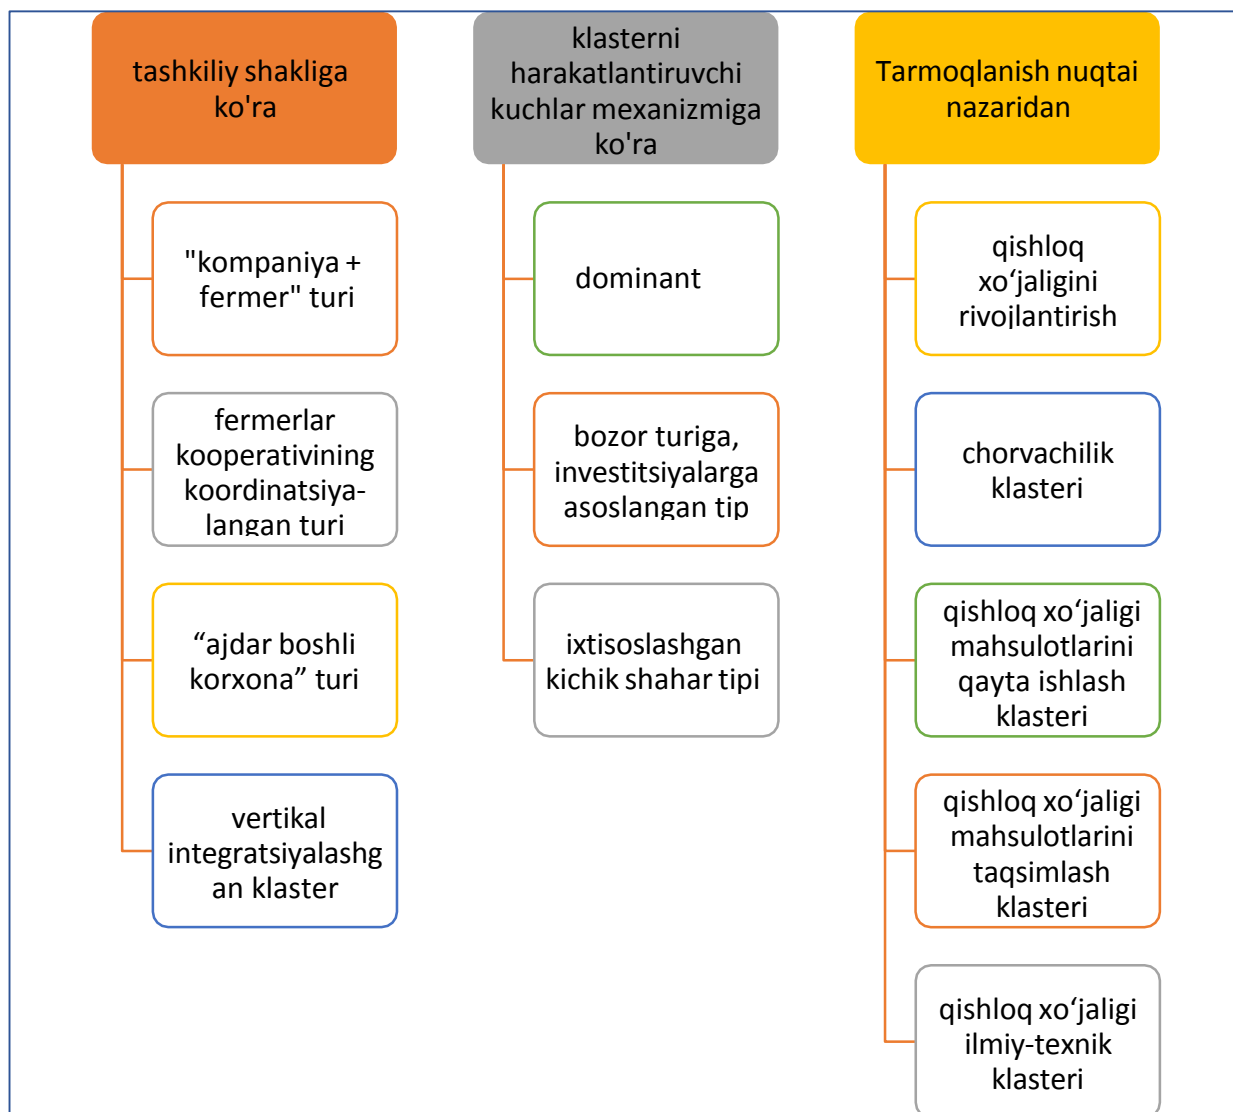 tashkiliy shakliga
ko'ra
"kompaniya +
fermer" turi
fermerlar
kooperativining
koordinatsiya-
langan turi
“ajdar boshli
korxona” turi
vertikal
integratsiyalashg
an klaster
klasterni
harakatlantiruvchi
kuchlar mexanizmiga
ko'ra
dominant
bozor turiga,
investitsiyalarga
asoslangan tip
ixtisoslashgan
kichik shahar tipi
Tarmoqlanish nuqtai
nazaridan
qishloq
xo‘jaligini
rivojlantirish
chorvachilik
klasteri
qishloq xo‘jaligi
mahsulotlarini
qayta ishlash
klasteri
qishloq xo‘jaligi
mahsulotlarini
taqsimlash
klasteri
qishloq xo‘jaligi
ilmiy-texnik
klasteri